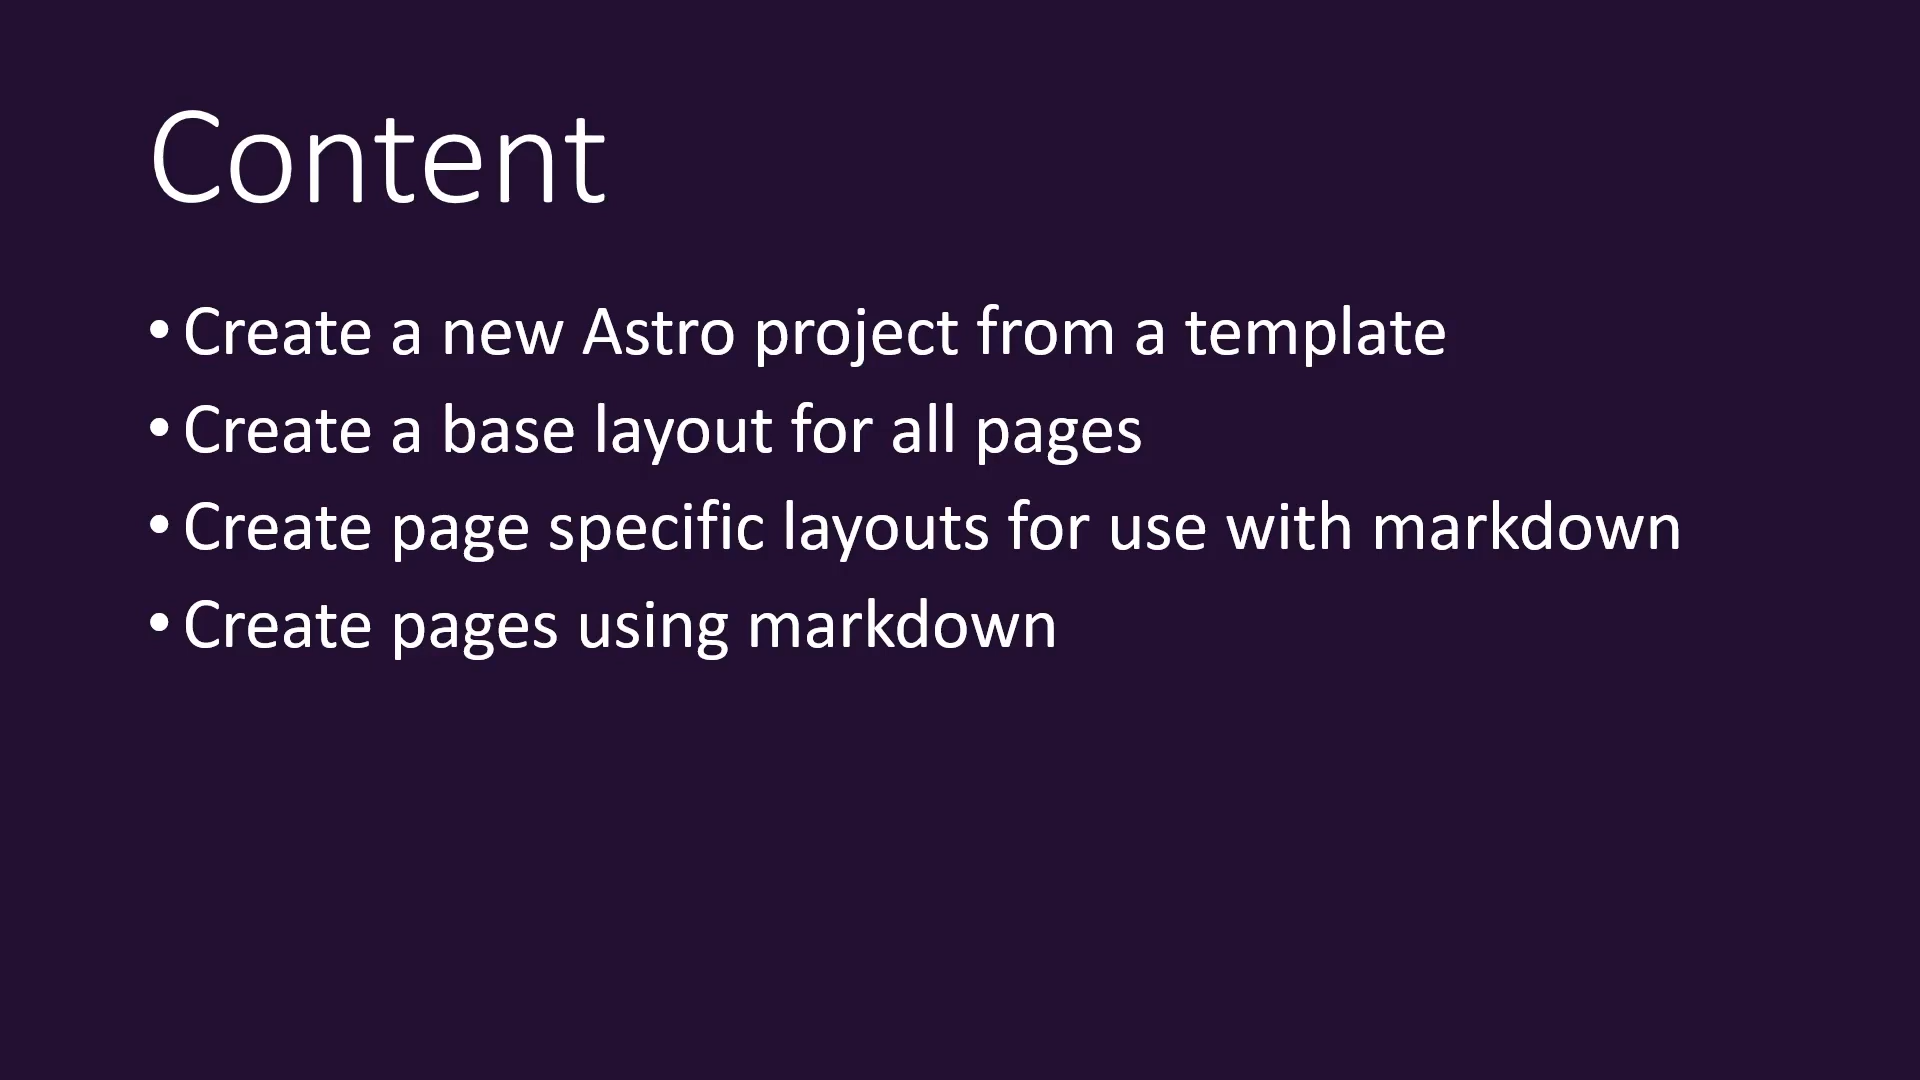 Content
• Create a new Astro project from a template
• Create a base layout for all pages
• Create page specific layouts for use with markdown
• Create pages using markdown